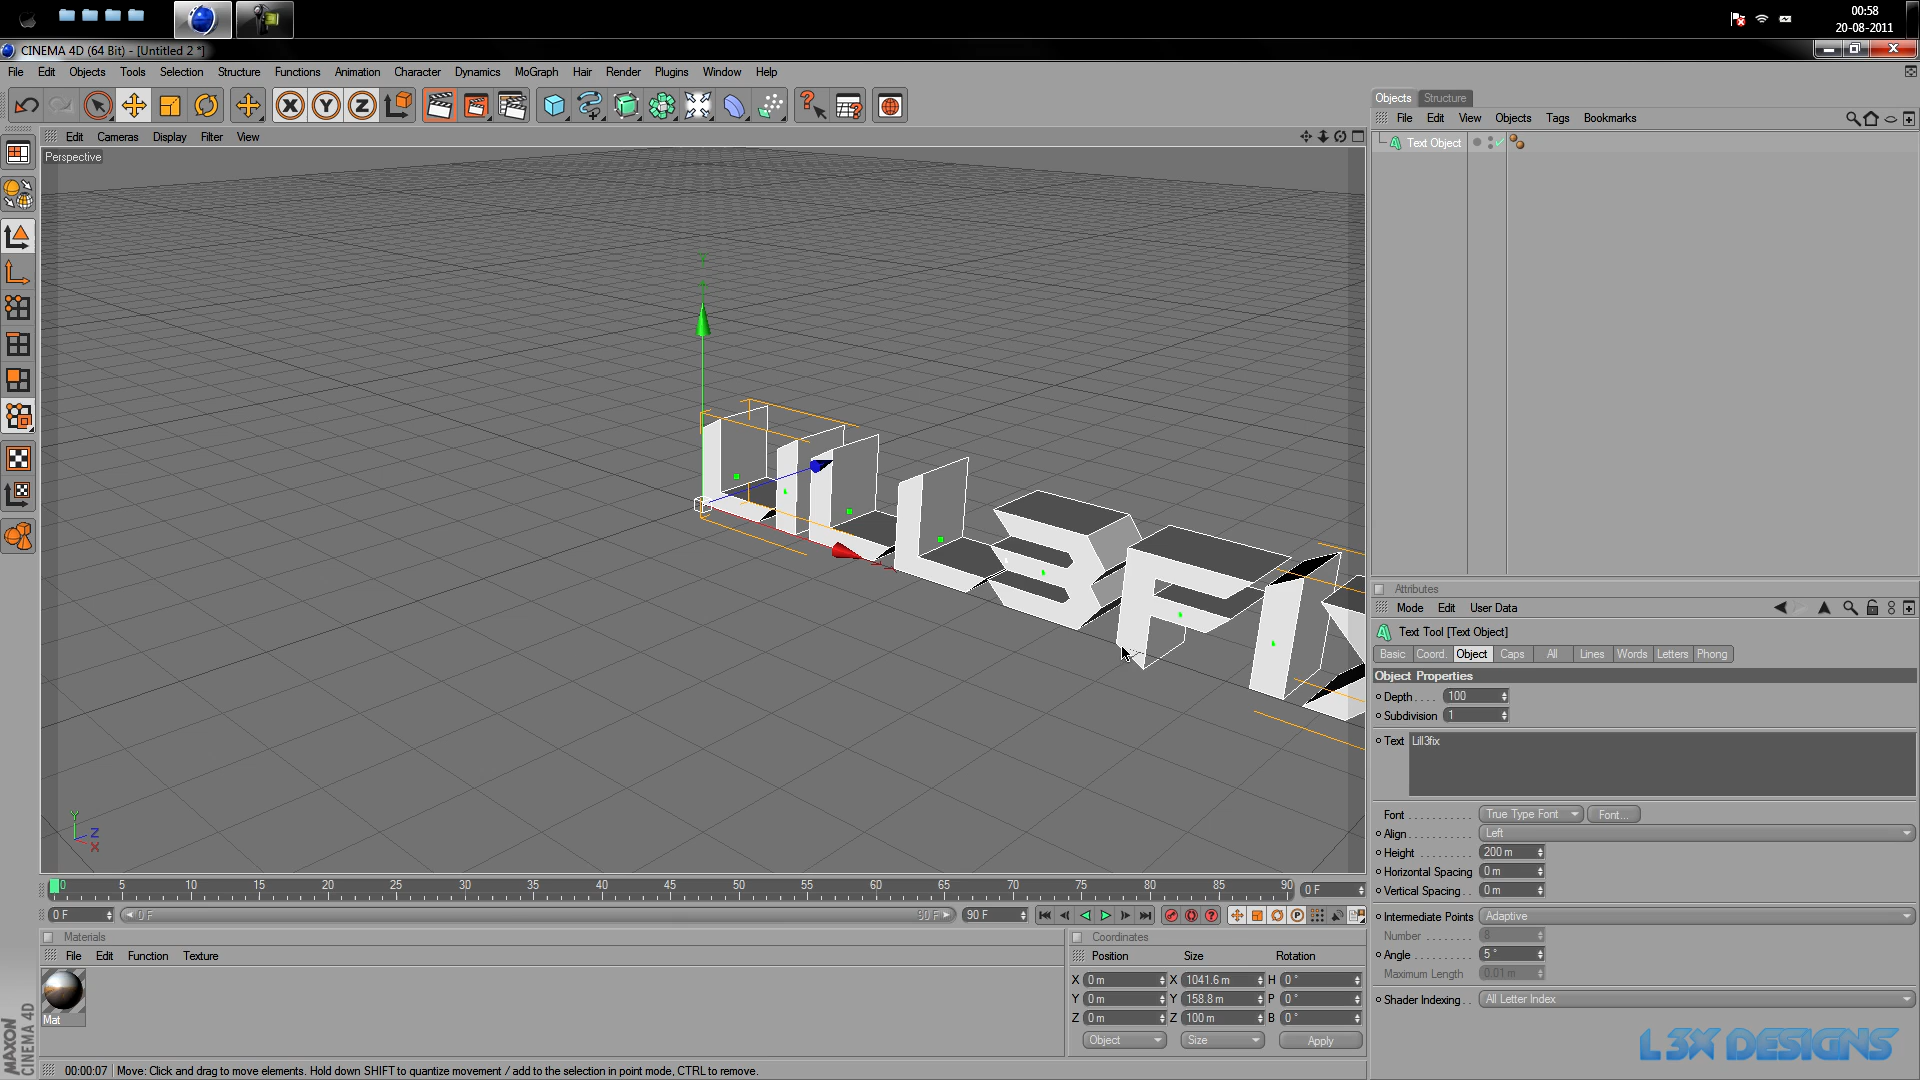 00:58
20-08-2011
CINEMA 4D (64 Bit) - [Untitled 2 *]
File Edit Objects Tools Selection Structure Functions Animation Character Dynamics MoGraph Hair Render Plugins Window Help
X Y Z
Edit Cameras Display Filter View
Perspective
Y
LILL3FIX
Y
Z
X
0 5 10 15 20 25 30 35 40 45 50 55 60 65 70 75 80 85 90 0 F
0 F 0 F 90 F 90 F
Materials
File Edit Function Texture
Mat
MAXON
CINEMA 4D
Coordinates
Position Size Rotation
X 0 m X 1041.6 m H 0 °
Y 0 m Y 158.8 m P 0 °
Z 0 m Z 100 m B 0 °
Object Size Apply
00:00:07 Move: Click and drag to move elements. Hold down SHIFT to quantize movement / add to the selection in point mode, CTRL to remove.
Objects Structure
File Edit View Objects Tags Bookmarks
Text Object
Attributes
Mode Edit User Data
Text Tool [Text Object]
Basic Coord. Object Caps All Lines Words Letters Phong
Object Properties
Depth . . . . 100
Subdivision 1
Text Lill3fix
Font . . . . . . . . . . True Type Font Font...
Align . . . . . . . . . . Left
Height . . . . . . . . . 200 m
Horizontal Spacing 0 m
Vertical Spacing . . 0 m
Intermediate Points Adaptive
Number . . . . . . . . 8
Angle . . . . . . . . . . 5 °
Maximum Length 0.01 m
Shader Indexing . . All Letter Index
L3X DESIGNS